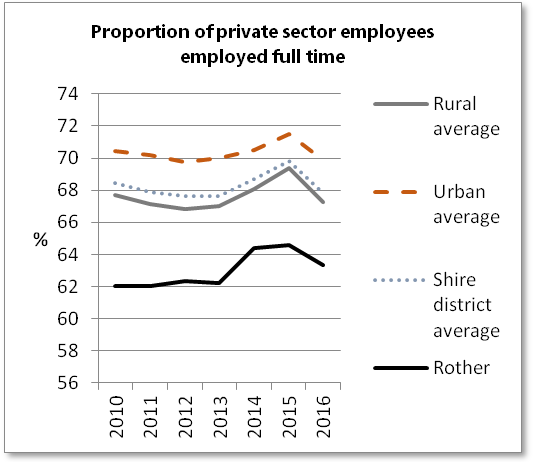 Proportion of private sector employees
employed full time
74
72
70
68
66
64
62
60
58
56
%
2010
2011
2012
2013
2014
2015
2016
Rural
average
Urban
average
Shire
district
average
Rother